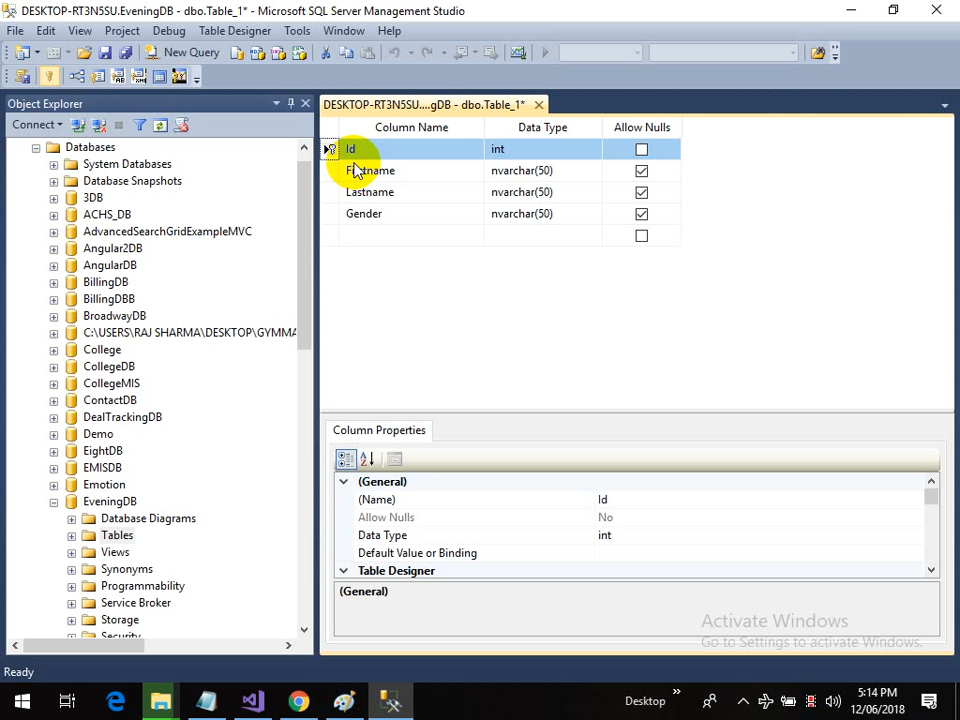 DESKTOP-RT3N5SU.EveningDB - dbo.Table_1* - Microsoft SQL Server Management Studio
File Edit View Project Debug Table Designer Tools Window Help
New Query
Object Explorer
DESKTOP-RT3N5SU....gDB - dbo.Table_1*
Connect
Column Name Data Type Allow Nulls
Databases
Id int
System Databases
Firstname nvarchar(50)
Database Snapshots
Lastname nvarchar(50)
3DB
Gender nvarchar(50)
ACHS_DB
AdvancedSearchGridExampleMVC
Angular2DB
AngularDB
BillingDB
BillingDBB
BroadwayDB
C:\USERS\RAJ SHARMA\DESKTOP\GYMMA
College
CollegeDB
CollegeMIS
ContactDB
DealTrackingDB
Demo
EightDB
EMISDB
Emotion
EveningDB
Database Diagrams
Tables
Views
Synonyms
Programmability
Service Broker
Storage
Security
Column Properties
(General)
(Name) Id
Allow Nulls No
Data Type int
Default Value or Binding
Table Designer
(General)
Activate Windows
Go to Settings to activate Windows.
Ready
Desktop
5:14 PM
12/06/2018